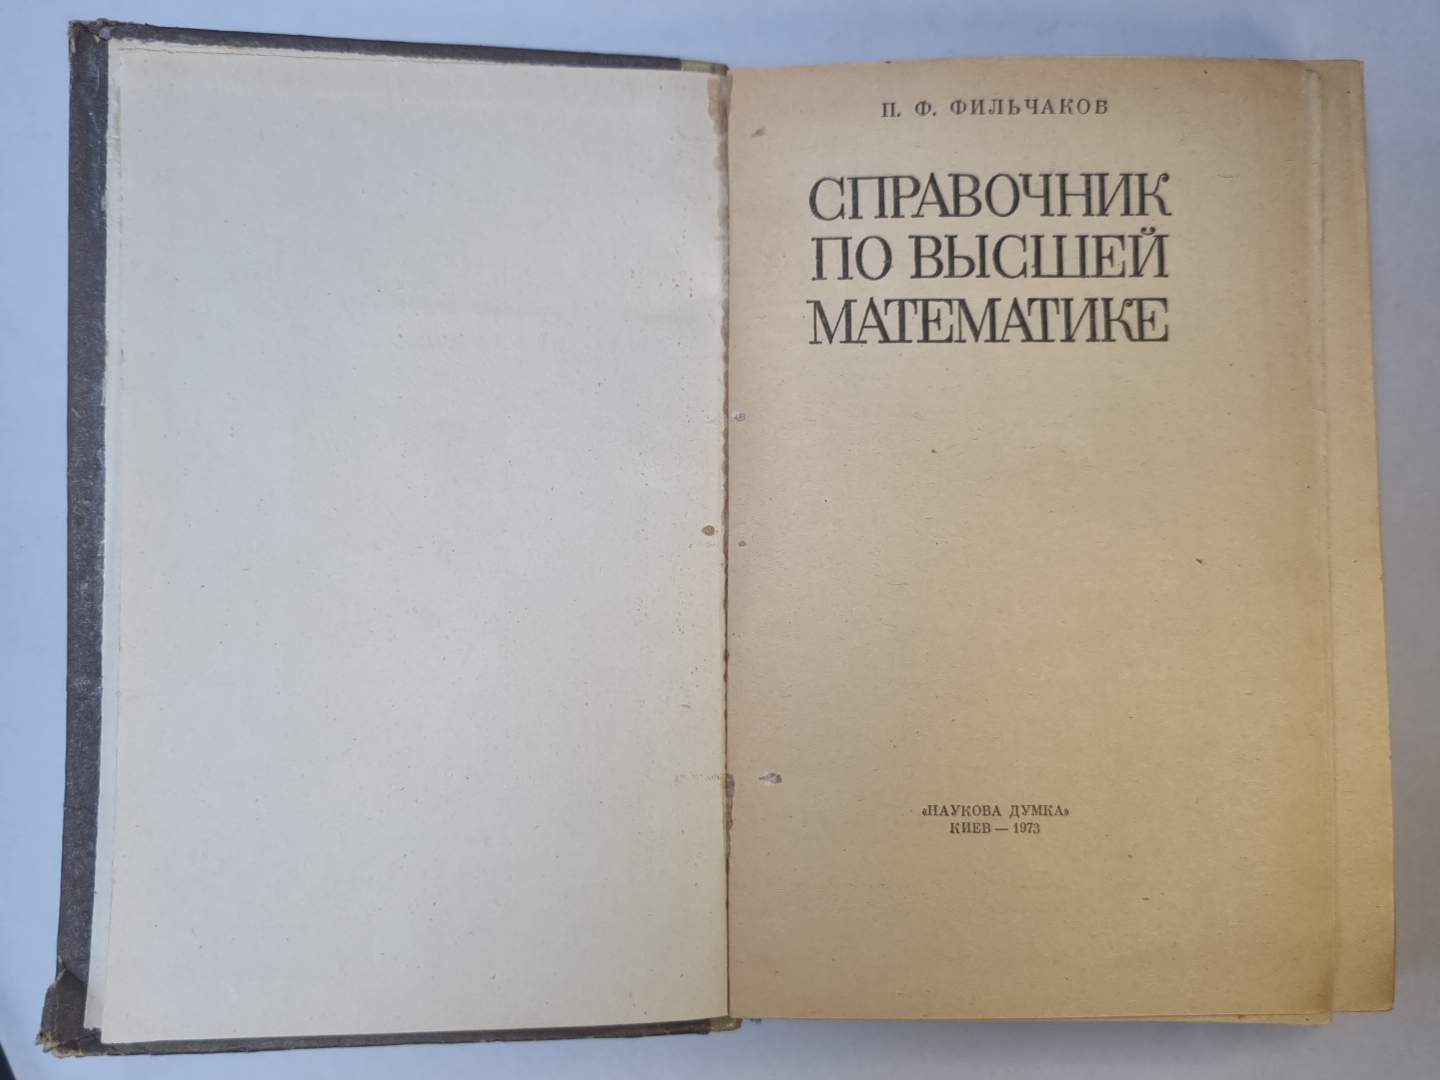 П. Ф. ФИЛЬЧАКОВ
СПРАВОЧНИК
ПО ВЫСШЕЙ
МАТЕМАТИКЕ
«НАУКОВА ДУМКА»
КИЕВ — 1973